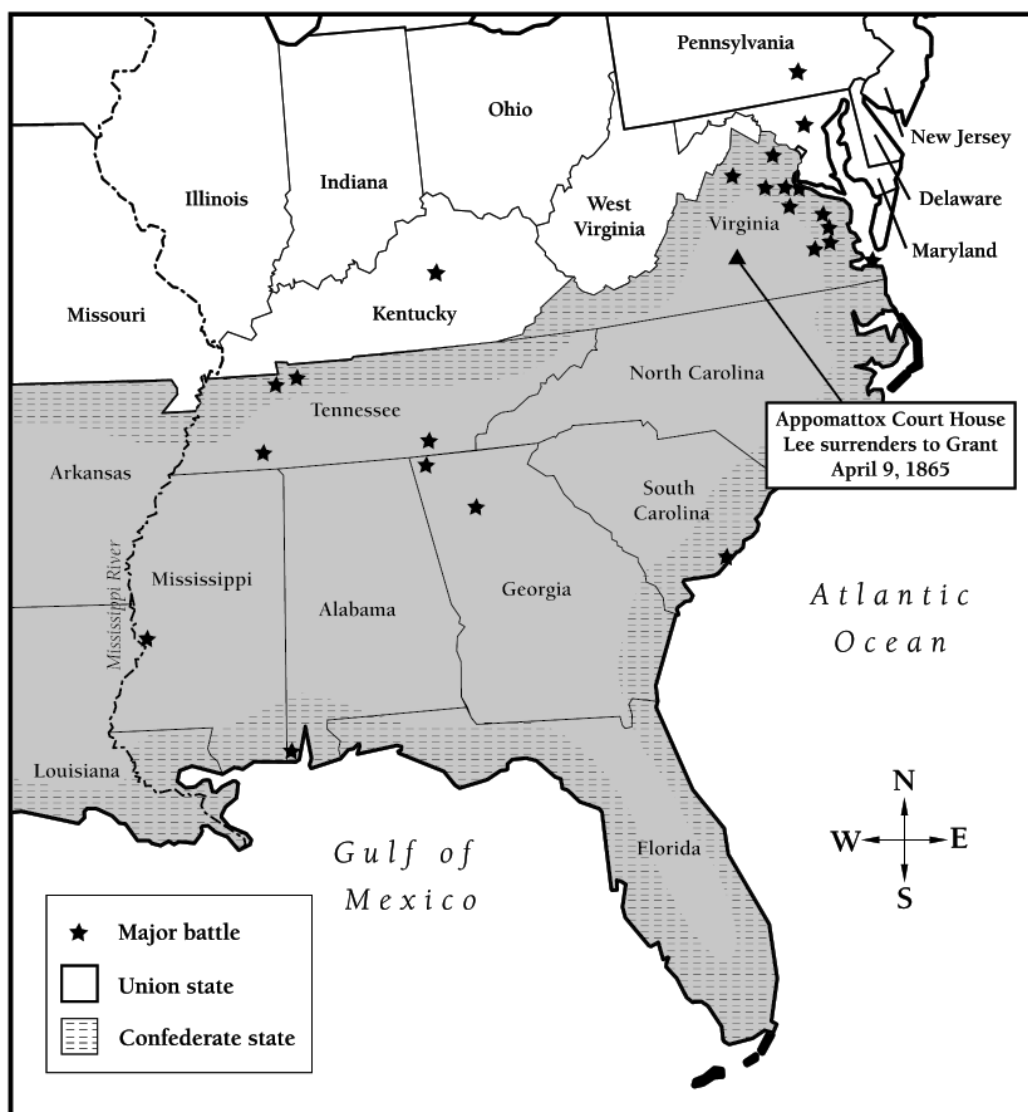 Pennsylvania
Ohio
New Jersey
Indiana
Illinois
West
Virginia
Delaware
Virginia
Maryland
Kentucky
Missouri
North Carolina
Tennessee
Appomattox Court House
Lee surrenders to Grant
April 9, 1865
Arkansas
South
Carolina
Mississippi River
Mississippi
Georgia
Alabama
Atlantic
Ocean
Louisiana
N
W
E
S
Florida
Gulf of
Mexico
Major battle
Union state
Confederate state